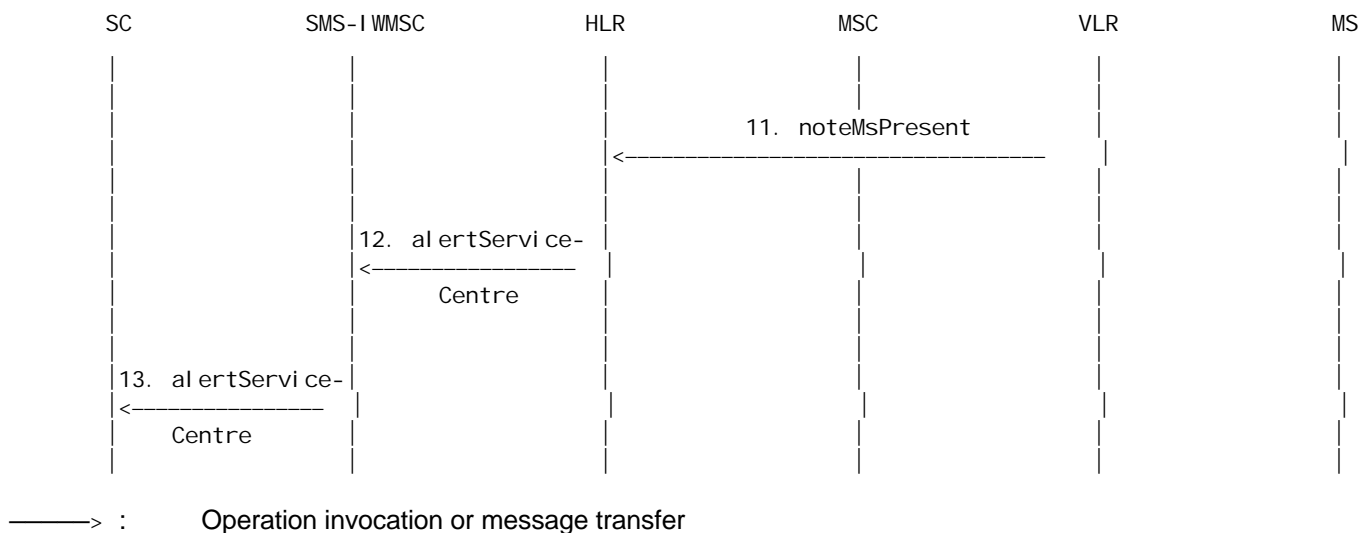 SC SMS-IWMSC HLR MSC VLR MS
11. noteMsPresent
12. alertService-
Centre
13. alertService-
Centre
———> : Operation invocation or message transfer